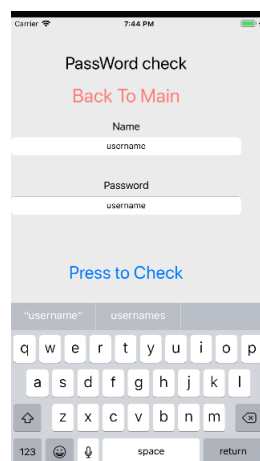 Carrier 7:44 PM
PassWord check
Back To Main
Name
username
Password
username
Press to Check
"username" usernames
q w e r t y u i o p
a s d f g h j k l
z x c v b n m
123 space return